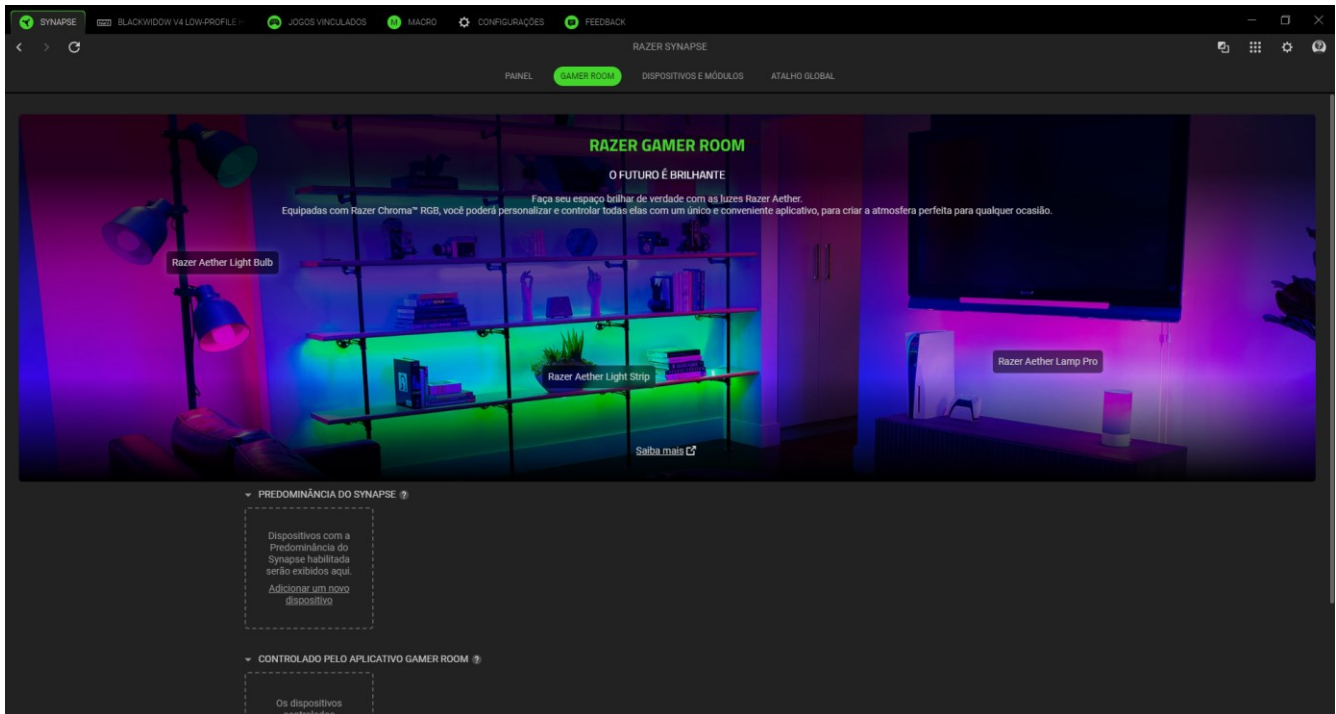 SYNAPSE
BLACKWIDOW V4 LOW-PROFILE
JOGOS VINCULADOS
M MACRO
CONFIGURAÇÕES
FEEDBACK
RAZER SYNAPSE
PAINEL
GAMER ROOM
DISPOSITIVOS E MÓDULOS
ATALHO GLOBAL
RAZER GAMER ROOM
O FUTURO É BRILHANTE
Faça seu espaço brilhar de verdade com as luzes Razer Aether.
Equipadas com Razer Chroma™ RGB, você poderá personalizar e controlar todas elas com um único e conveniente aplicativo, para criar a atmosfera perfeita para qualquer ocasião.
Razer Aether Light Bulb
Razer Aether Lamp Pro
Razer Aether Light Strip
Saiba mais
PREDOMINÂNCIA DO SYNAPSE ?
Dispositivos com a
Predominância do
Synapse habilitada
serão exibidos aqui.
Adicionar um novo
dispositivo
CONTROLADO PELO APLICATIVO GAMER ROOM ?
Os dispositivos